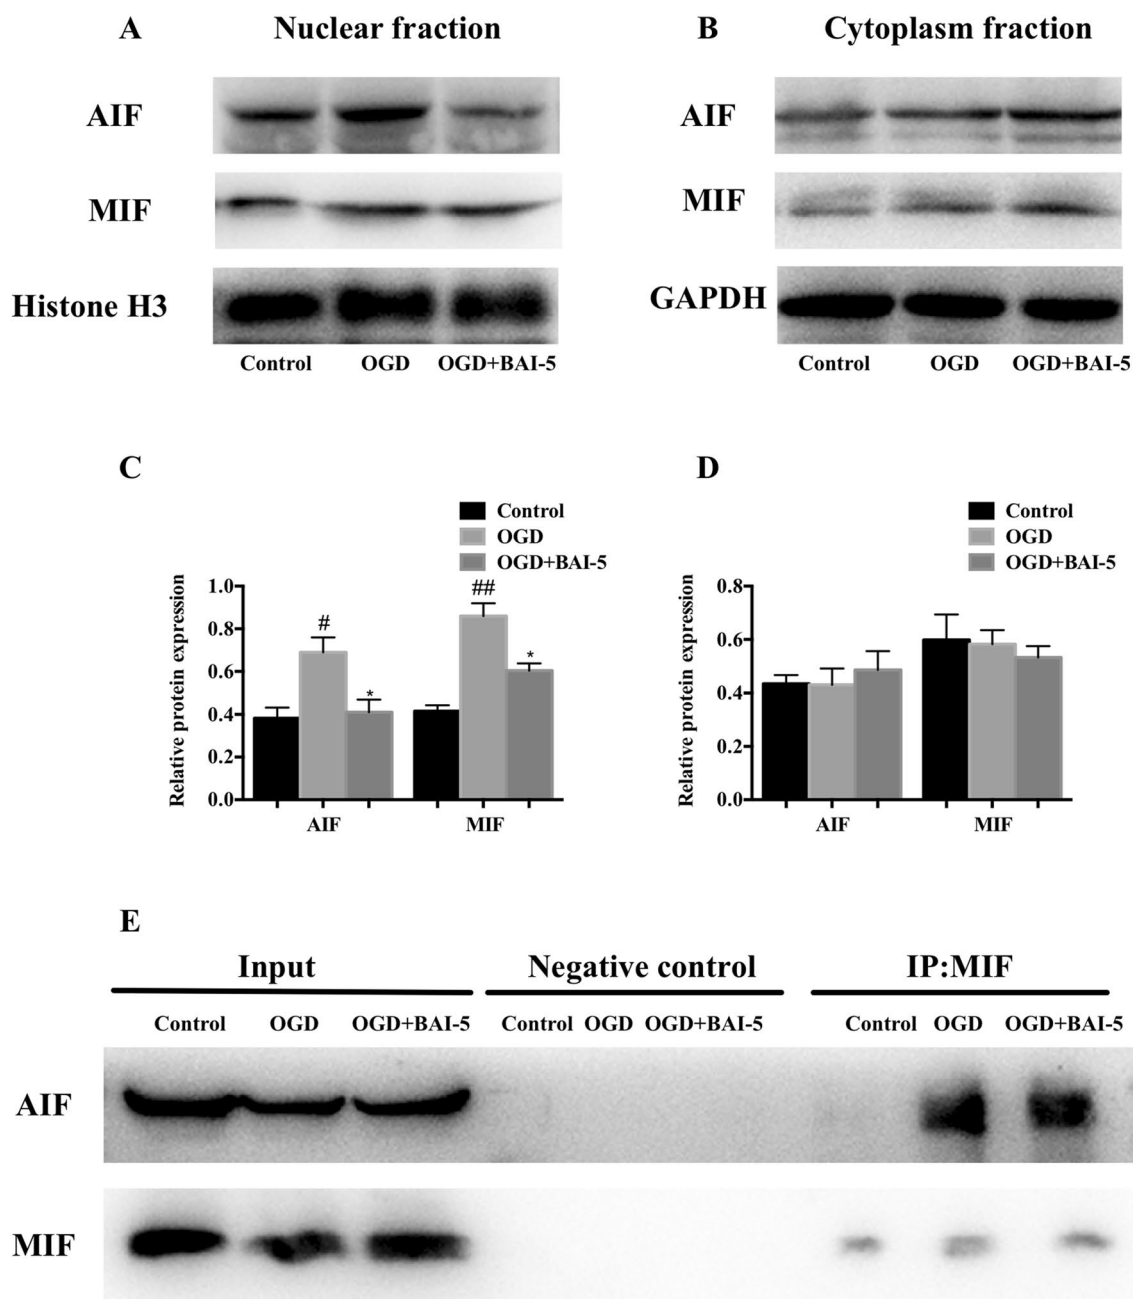 A Nuclear fraction
AIF
MIF
Histone H3
Control OGD OGD+BAI-5
B Cytoplasm fraction
AIF
MIF
GAPDH
Control OGD OGD+BAI-5
C
Control
OGD
OGD+BAI-5
Relative protein expression
1.0
0.8
0.6
0.4
0.2
0.0
#
*
##
*
AIF MIF
D
Control
OGD
OGD+BAI-5
Relative protein expression
0.8
0.6
0.4
0.2
0.0
AIF MIF
E
Input Negative control IP:MIF
Control OGD OGD+BAI-5 Control OGD OGD+BAI-5 Control OGD OGD+BAI-5
AIF
MIF